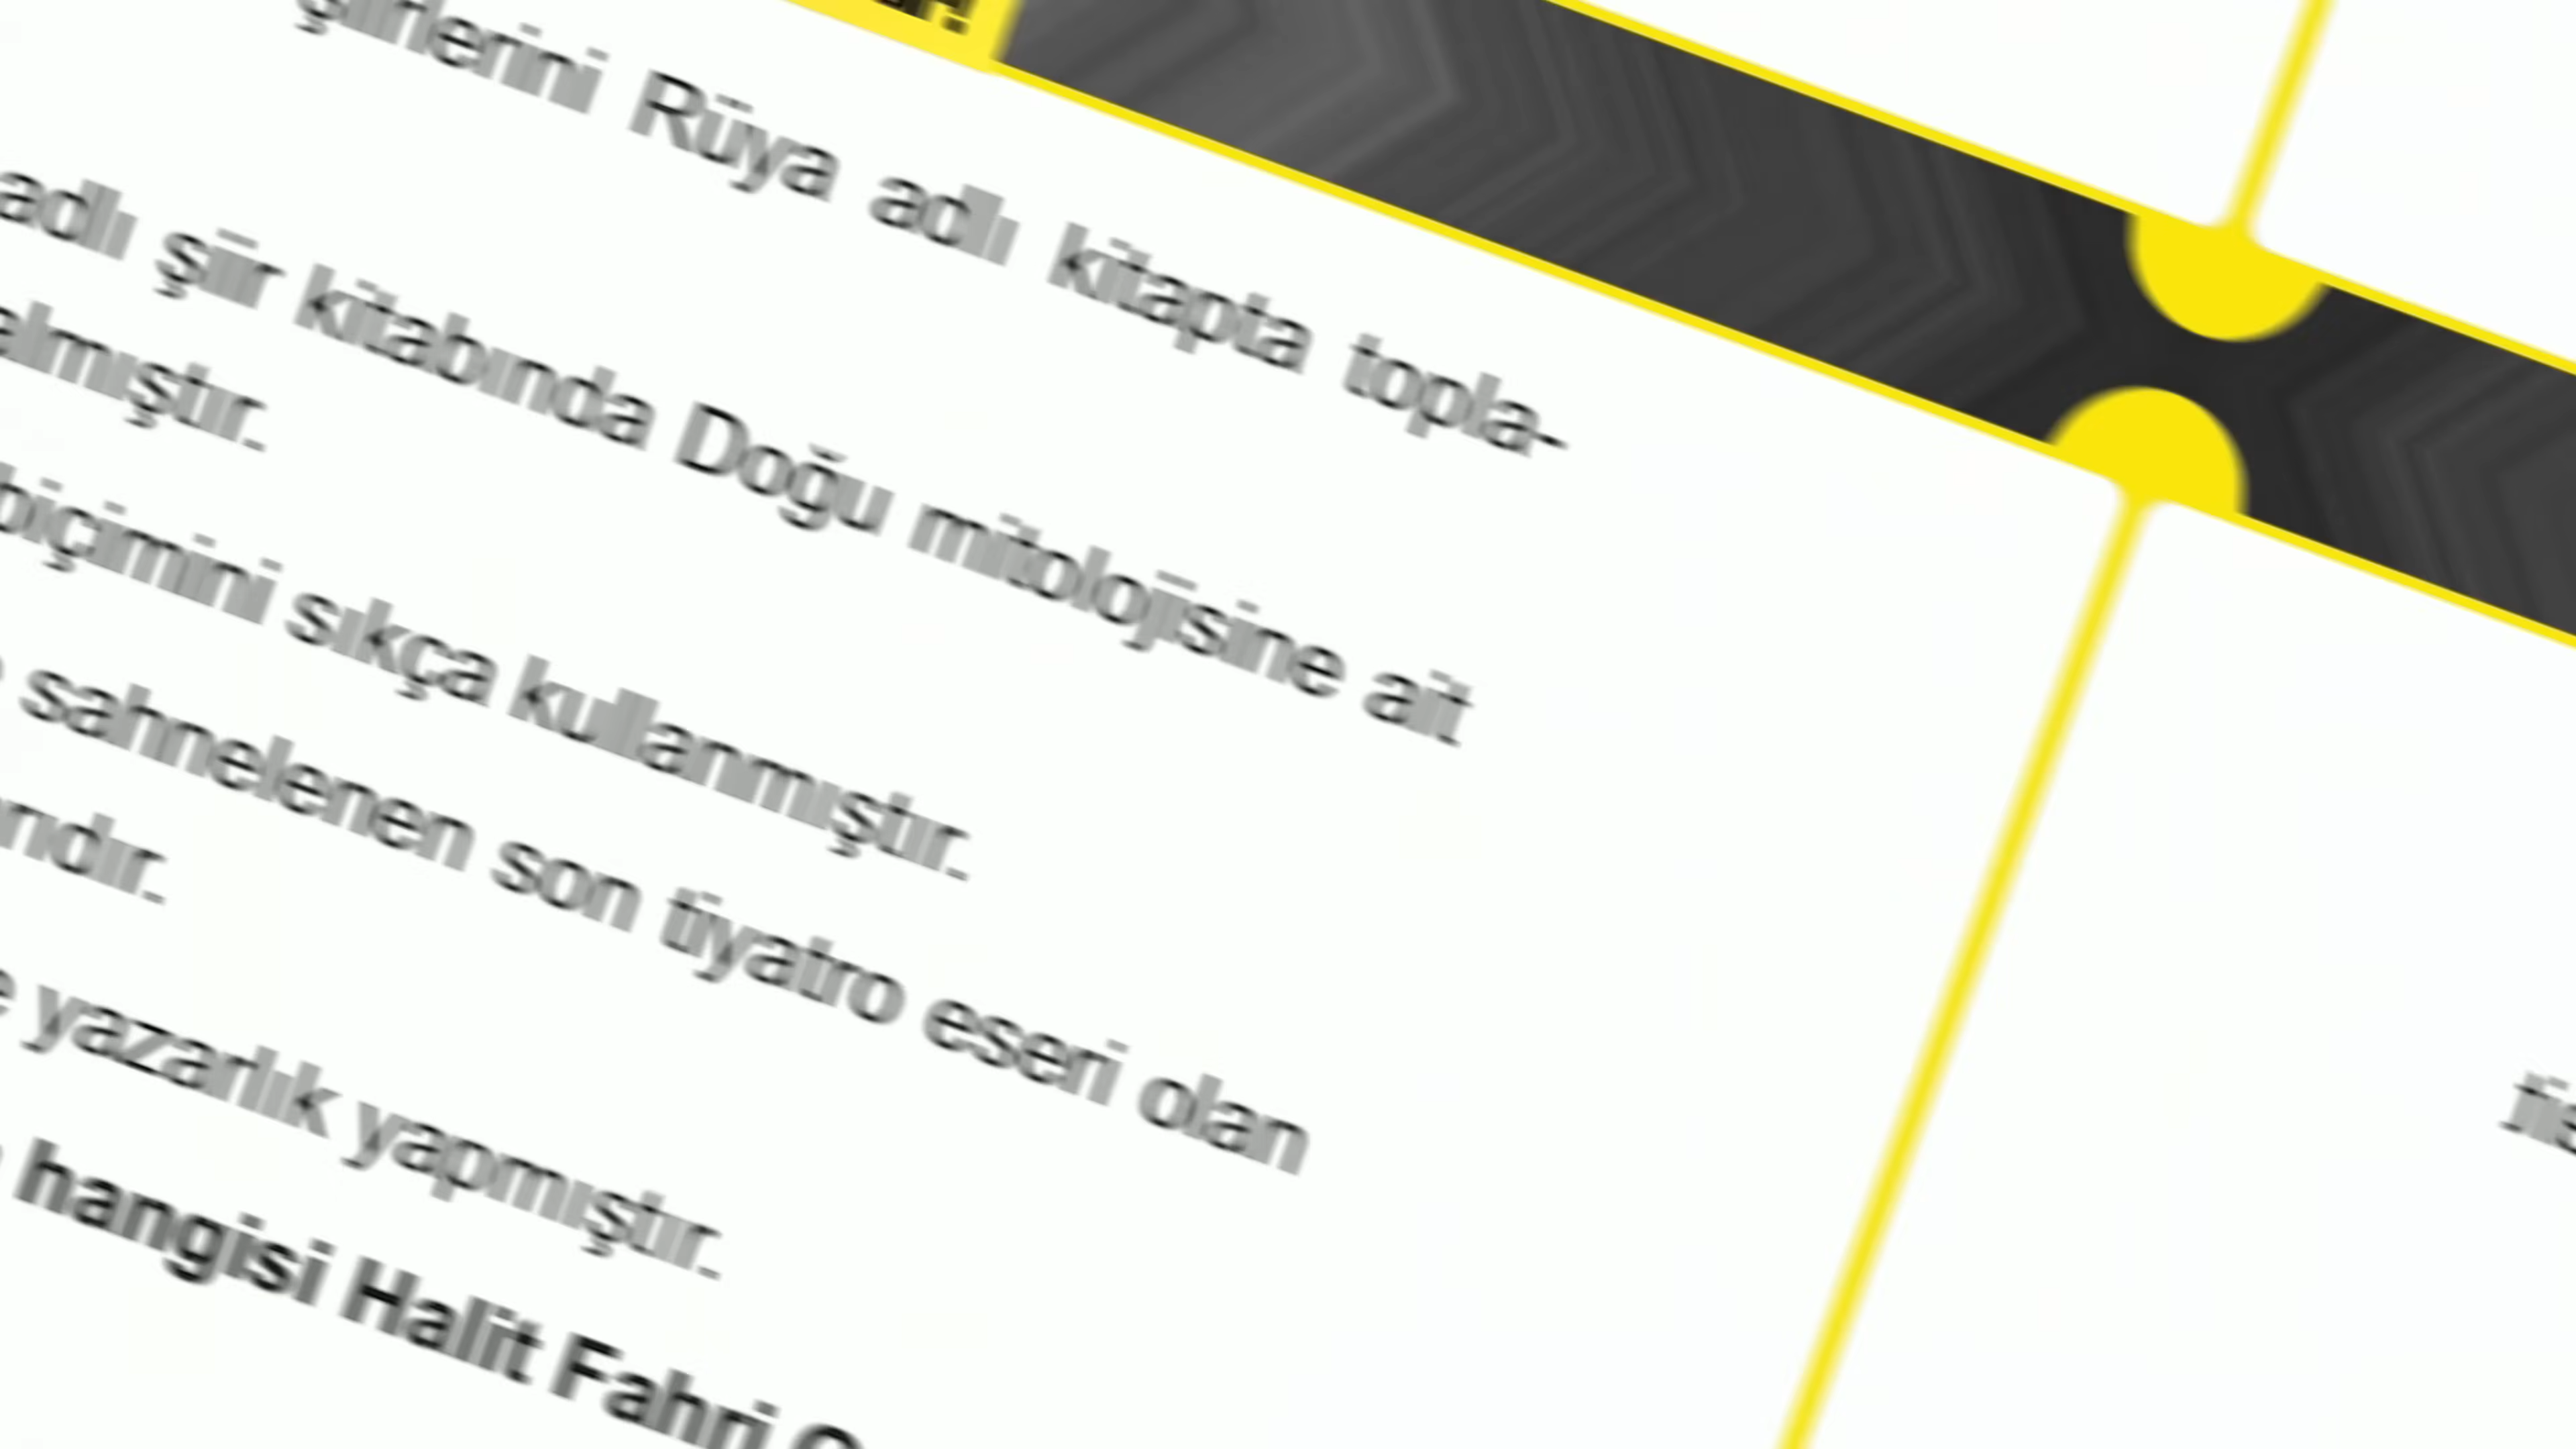 şiirlerini Rüya adlı kitapta topla-
adlı şiir kitabında Doğu mitolojisine ait
almıştır.
biçimini sıkça kullanmıştır.
sahnelenen son tiyatro eseri olan
yazarlık yapmıştır.
hangisi Halit Fahri